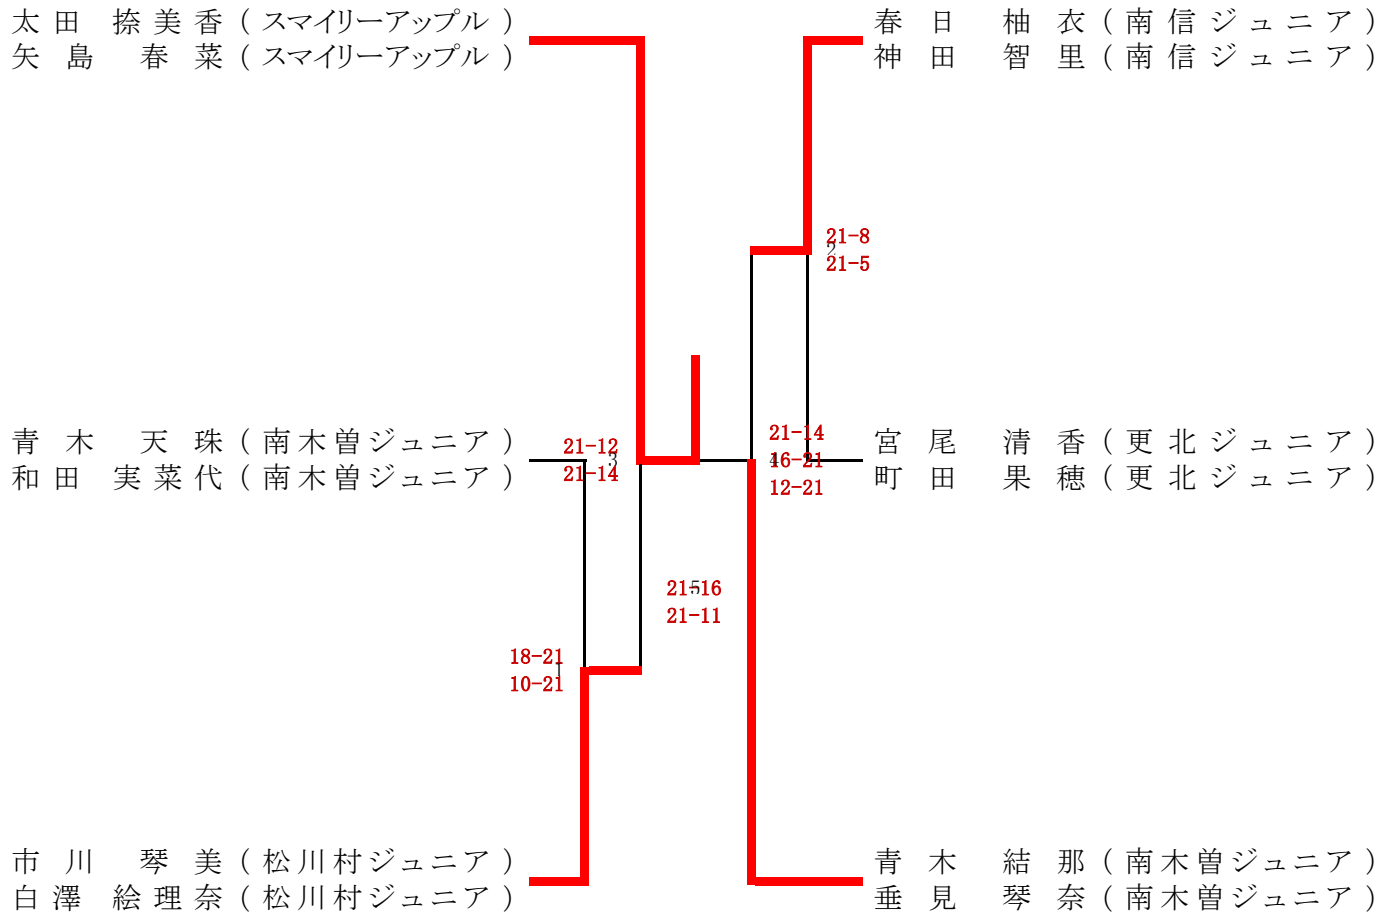 太田 捺美香 ( スマイリーアップル )
矢島 春菜 ( スマイリーアップル )
春日 柚衣 ( 南信ジュニア )
神田 智里 ( 南信ジュニア )
21-8
2
21-5
青木 天珠 ( 南木曽ジュニア )
和田 実菜代 ( 南木曽ジュニア )
21-12
3
21-14
21-14
4
16-21
12-21
宮尾 清香 ( 更北ジュニア )
町田 果穂 ( 更北ジュニア )
21-16
5
21-11
18-21
1
10-21
市川 琴美 ( 松川村ジュニア )
白澤 絵理奈 ( 松川村ジュニア )
青木 結那 ( 南木曽ジュニア )
垂見 琴奈 ( 南木曽ジュニア )